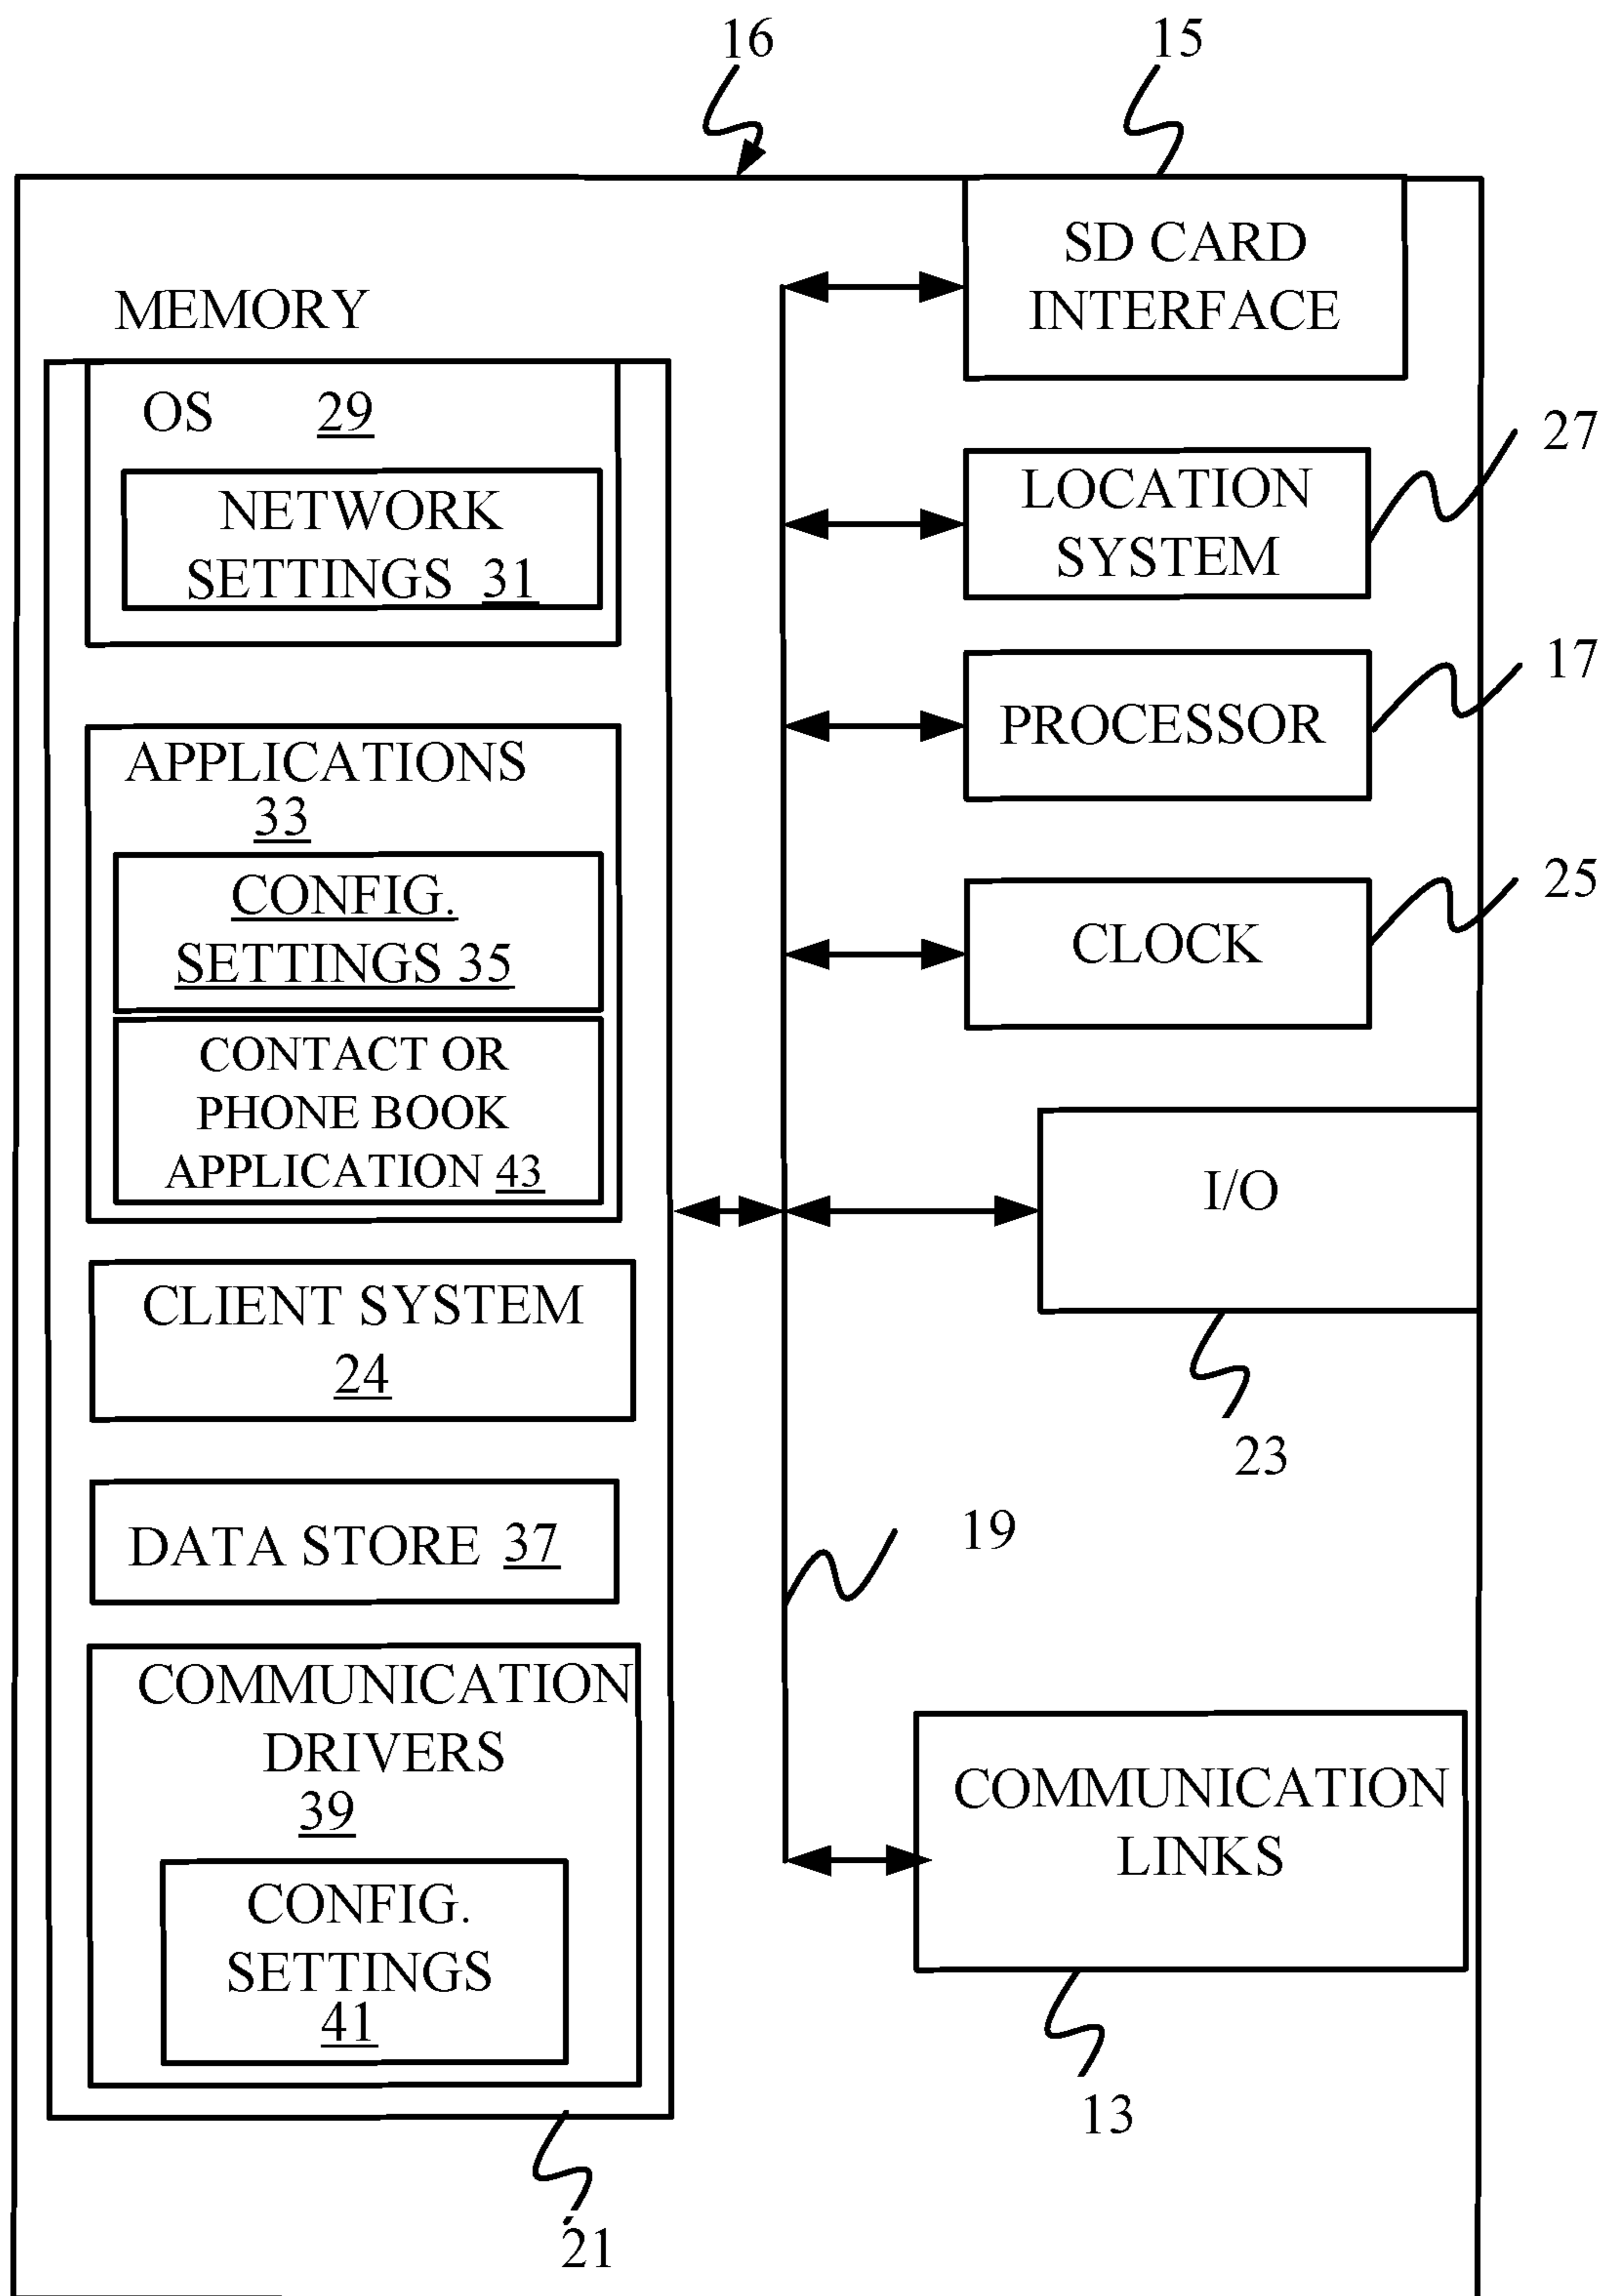 16
15
SD CARD
INTERFACE
MEMORY
OS 29
NETWORK
SETTINGS 31
27
LOCATION
SYSTEM
17
PROCESSOR
APPLICATIONS
33
CONFIG.
SETTINGS 35
25
CLOCK
CONTACT OR
PHONE BOOK
APPLICATION 43
I/O
23
CLIENT SYSTEM
24
19
DATA STORE 37
COMMUNICATION
DRIVERS
39
CONFIG.
SETTINGS
41
COMMUNICATION
LINKS
13
21